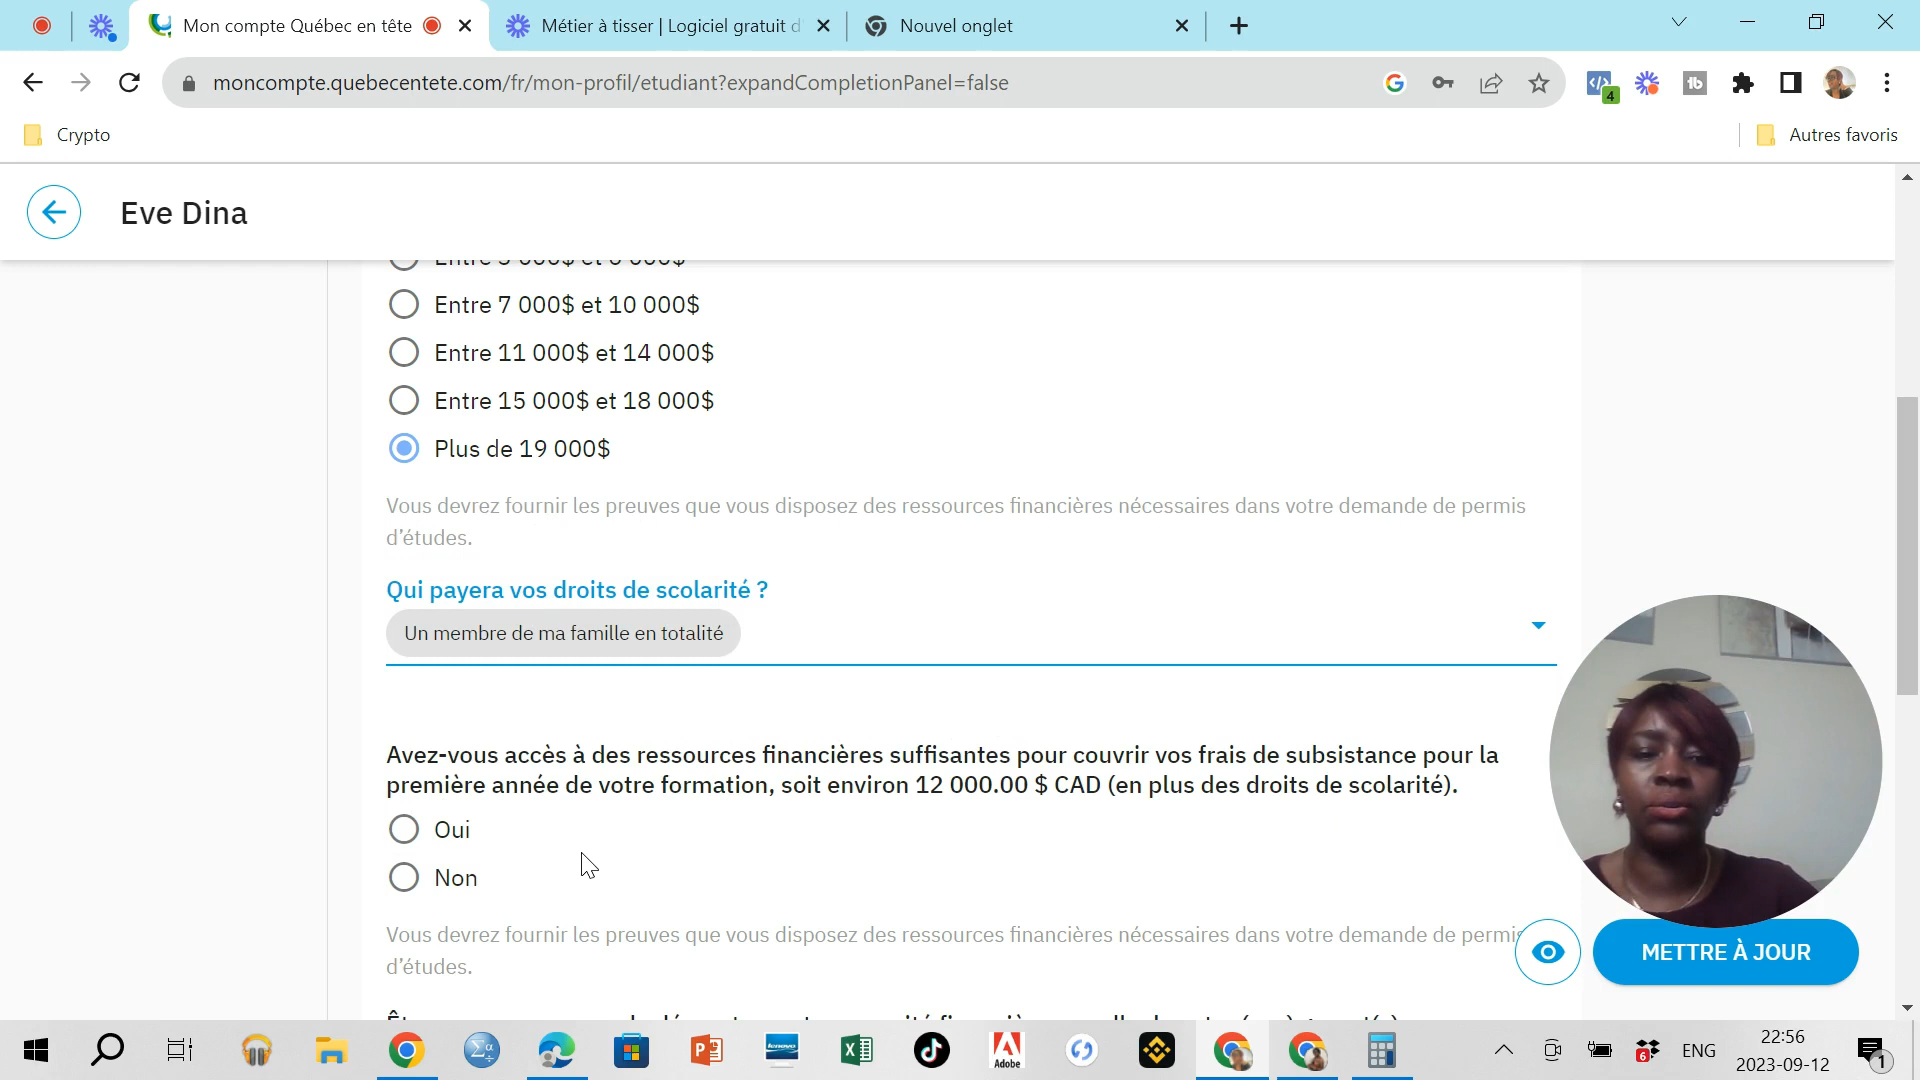 Mon compte Québec en tête
Métier à tisser | Logiciel gratuit d
Nouvel onglet
moncompte.quebecentete.com/fr/mon-profil/etudiant?expandCompletionPanel=false
4
Crypto
Autres favoris
Eve Dina
Entre 7 000$ et 10 000$
Entre 11 000$ et 14 000$
Entre 15 000$ et 18 000$
Plus de 19 000$
Vous devrez fournir les preuves que vous disposez des ressources financières nécessaires dans votre demande de permis
d'études.
Qui payera vos droits de scolarité ?
Un membre de ma famille en totalité
Avez-vous accès à des ressources financières suffisantes pour couvrir vos frais de subsistance pour la
première année de votre formation, soit environ 12 000.00 $ CAD (en plus des droits de scolarité).
Oui
Non
Vous devrez fournir les preuves que vous disposez des ressources financières nécessaires dans votre demande de permis
d'études.
METTRE À JOUR
Adobe
lenovo
6
ENG
22:56
2023-09-12
1